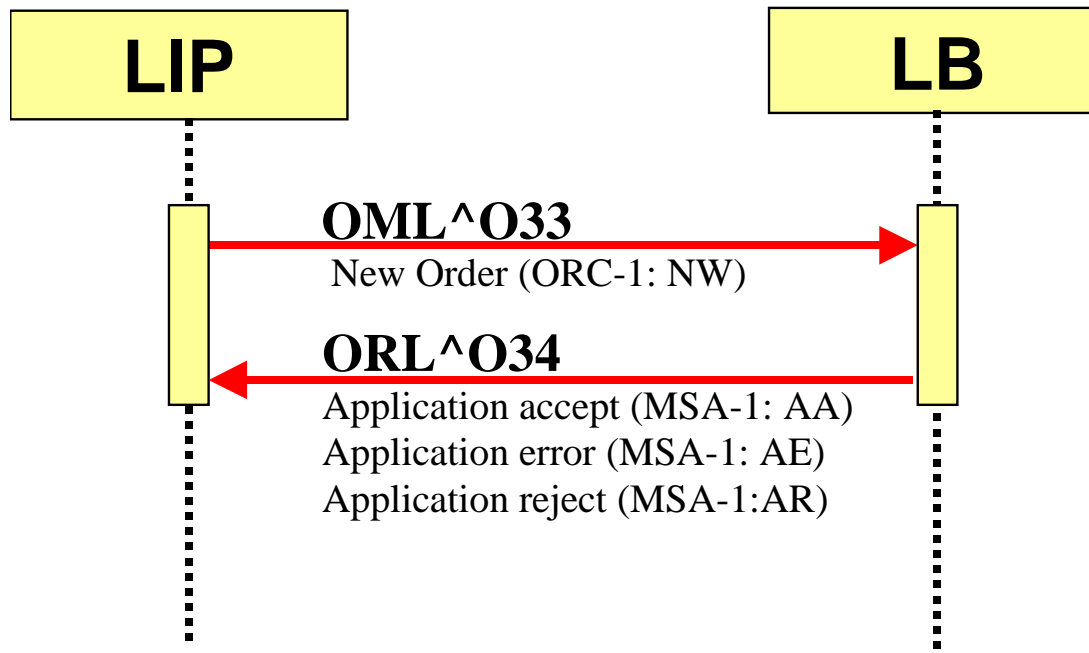 LIP
LB
OML^O33
New Order (ORC-1: NW)
ORL^O34
Application accept (MSA-1: AA)
Application error (MSA-1: AE)
Application reject (MSA-1:AR)